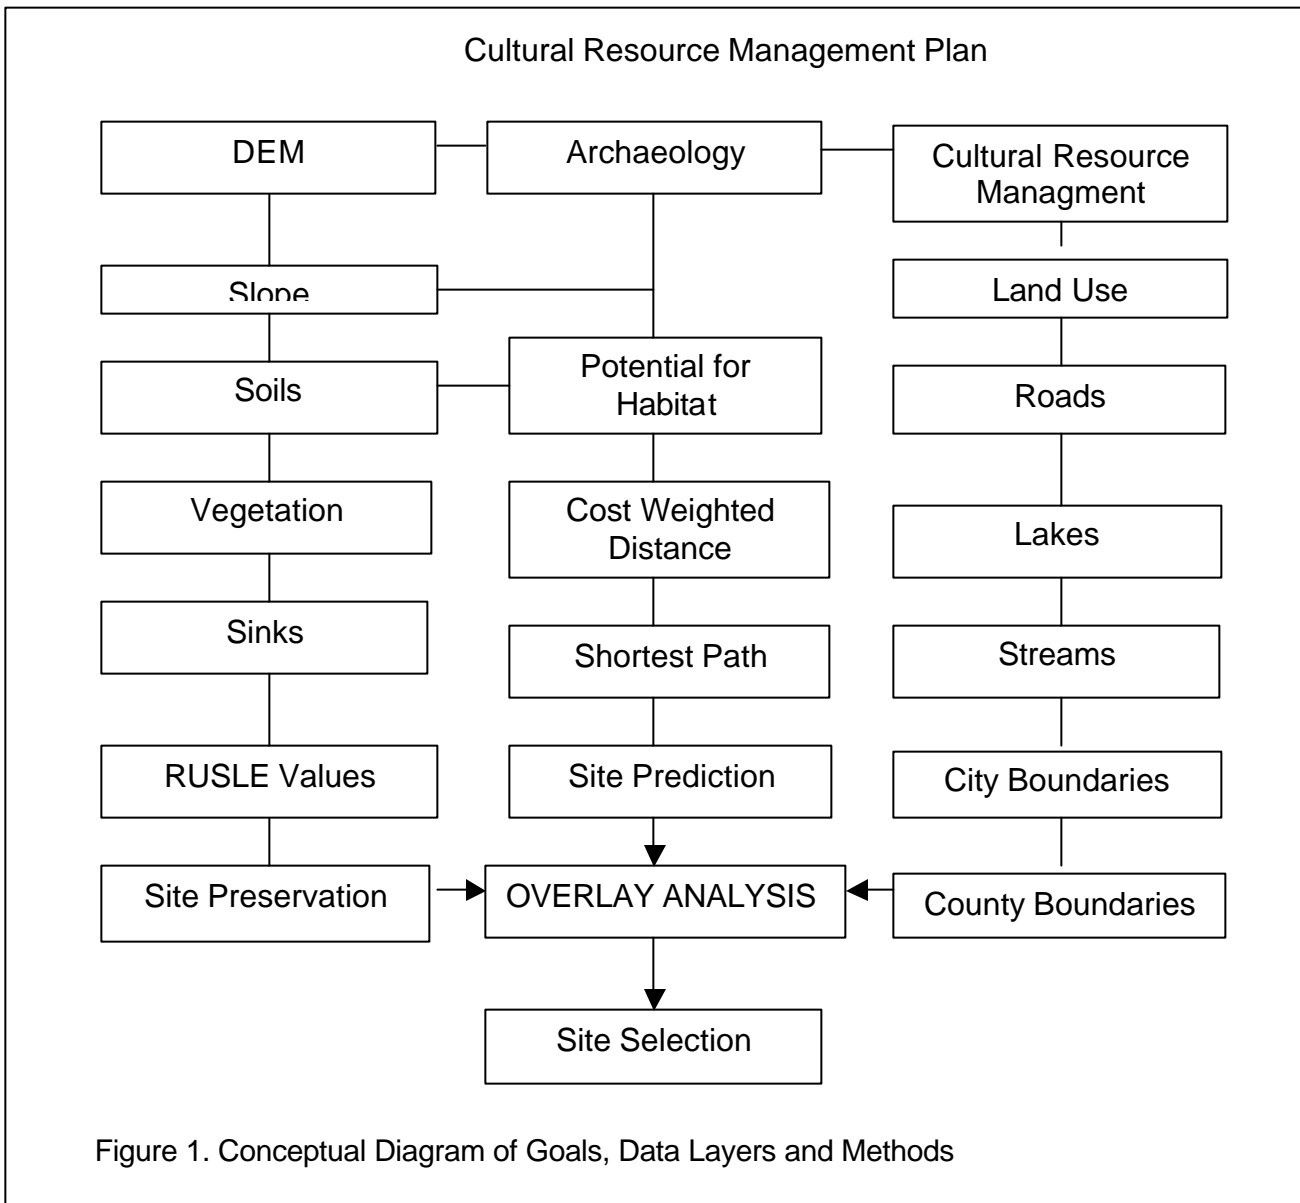 Cultural Resource Management Plan
DEM
Archaeology
Cultural Resource
Managment
Slope
Land Use
Soils
Potential for
Habitat
Roads
Vegetation
Cost Weighted
Distance
Lakes
Sinks
Shortest Path
Streams
RUSLE Values
Site Prediction
City Boundaries
Site Preservation
OVERLAY ANALYSIS
County Boundaries
Site Selection
Figure 1. Conceptual Diagram of Goals, Data Layers and Methods